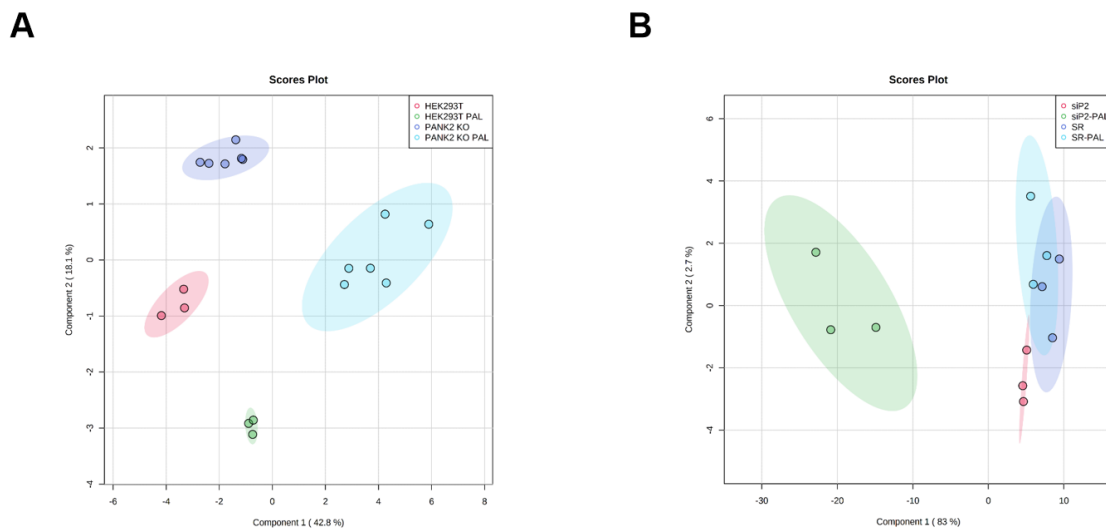 A
B
Scores Plot
HEK293T
HEK293T PAL
PANK2 KO
PANK2 KO PAL
Component 2 ( 18.1 %)
2
1
0
-1
-2
-3
-4
-6
-4
-2
0
2
4
6
8
Component 1 ( 42.8 %)
Scores Plot
siP2
siP2-PAL
SR
SR-PAL
Component 2 ( 2.7 %)
6
4
2
0
-2
-4
-30
-20
-10
0
10
Component 1 ( 83 %)